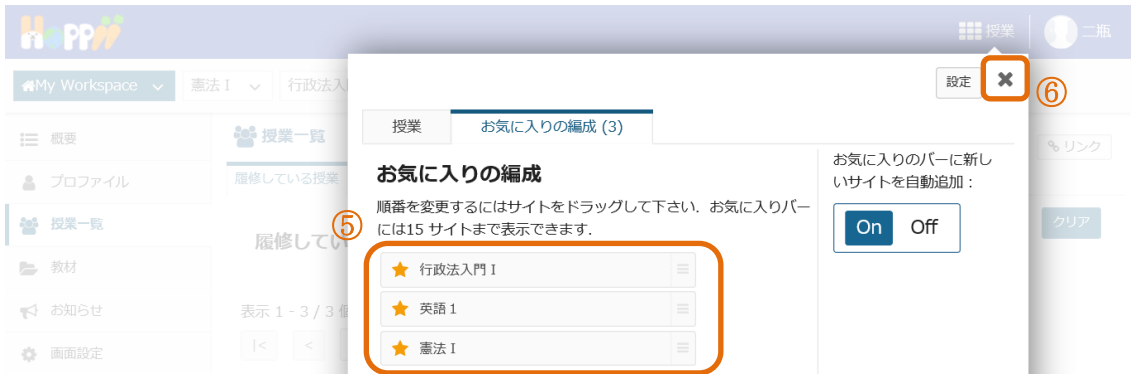 Hoppii
授業
二瓶
My Workspace
憲法 I
行政法入
設定
⑥
概要
授業一覧
授業
お気に入りの編成 (3)
リンク
プロファイル
履修している授業
お気に入りの編成
お気に入りのバーに新し
いサイトを自動追加：
授業一覧
順番を変更するにはサイトをドラッグして下さい．お気に入りバー
には15 サイトまで表示できます．
⑤
On
Off
クリア
履修してい
教材
行政法入門 I
お知らせ
表示 1 - 3 / 3
英語 1
画面設定
|<
<
憲法 I